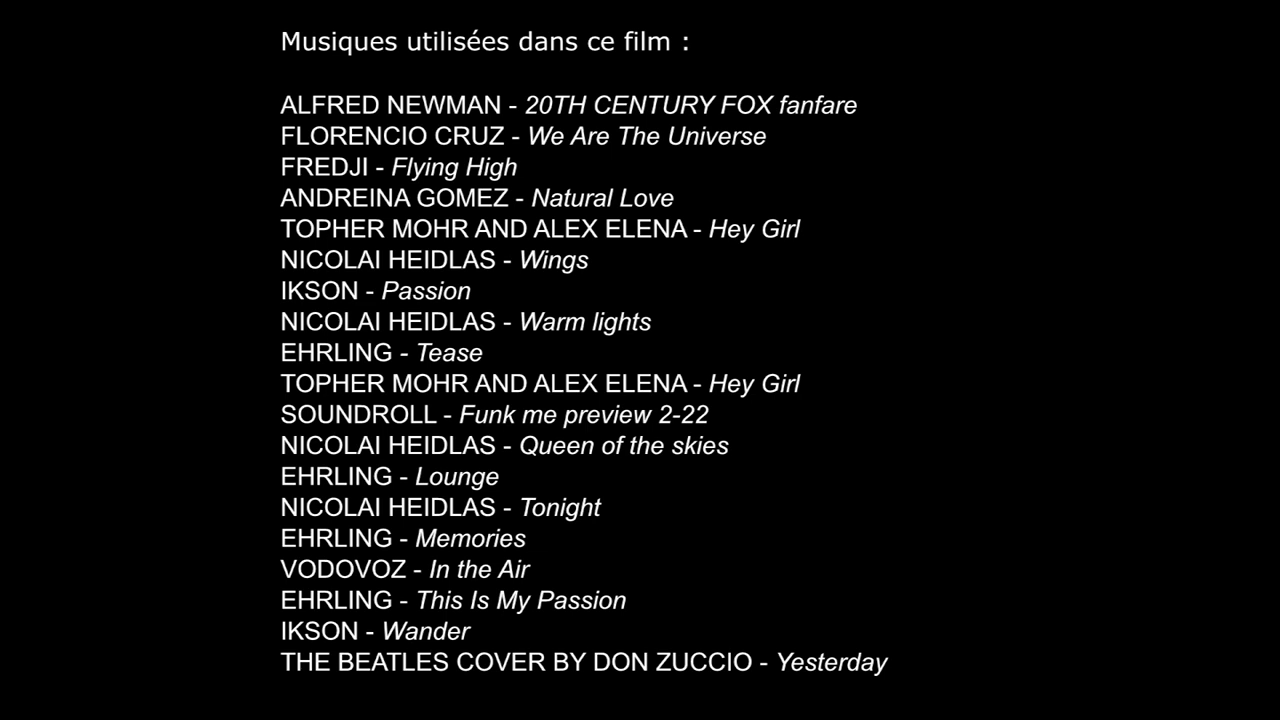 Musiques utilisées dans ce film :
ALFRED NEWMAN - 20TH CENTURY FOX fanfare
FLORENCIO CRUZ - We Are The Universe
FREDJI - Flying High
ANDREINA GOMEZ - Natural Love
TOPHER MOHR AND ALEX ELENA - Hey Girl
NICOLAI HEIDLAS - Wings
IKSON - Passion
NICOLAI HEIDLAS - Warm lights
EHRLING - Tease
TOPHER MOHR AND ALEX ELENA - Hey Girl
SOUNDROLL - Funk me preview 2-22
NICOLAI HEIDLAS - Queen of the skies
EHRLING - Lounge
NICOLAI HEIDLAS - Tonight
EHRLING - Memories
VODOVOZ - In the Air
EHRLING - This Is My Passion
IKSON - Wander
THE BEATLES COVER BY DON ZUCCIO - Yesterday